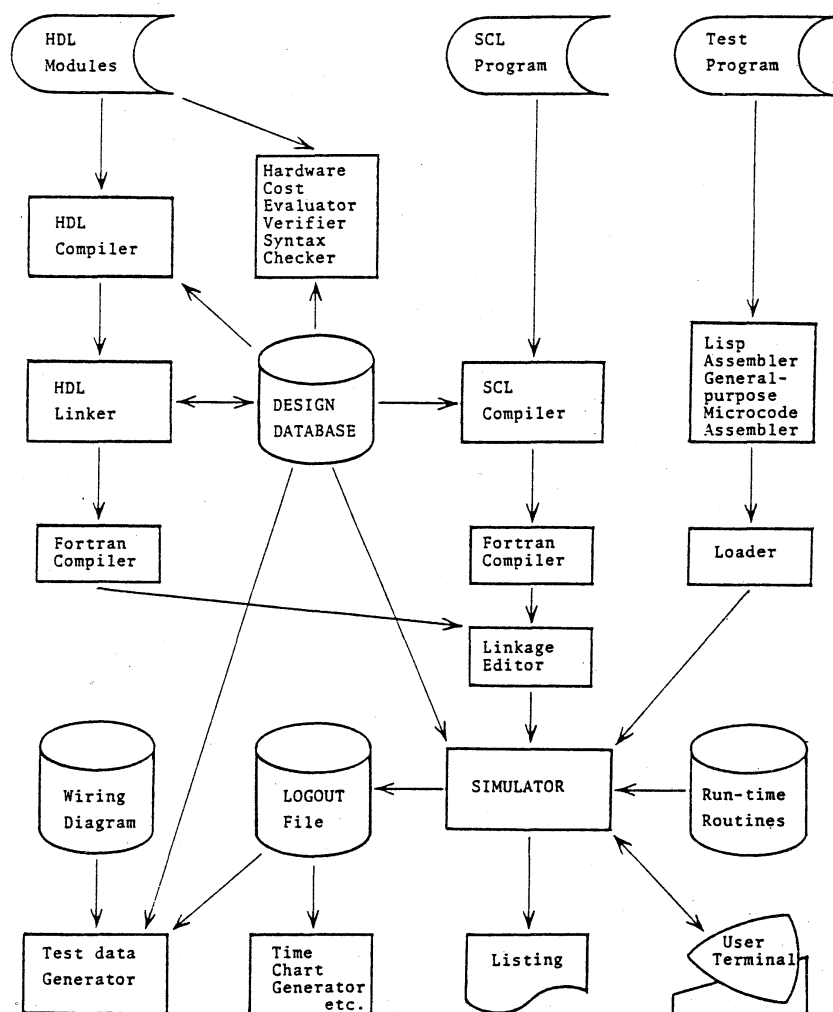 HDL
Modules
SCL
Program
Test
Program
Hardware
Cost
Evaluator
Verifier
Syntax
Checker
HDL
Compiler
HDL
Linker
DESIGN
DATABASE
SCL
Compiler
Lisp
Assembler
General-
purpose
Microcode
Assembler
Fortran
Compiler
Fortran
Compiler
Loader
Linkage
Editor
Wiring
Diagram
LOGOUT
File
SIMULATOR
Run-time
Routines
Test data
Generator
Time
Chart
Generator
etc.
Listing
User
Terminal